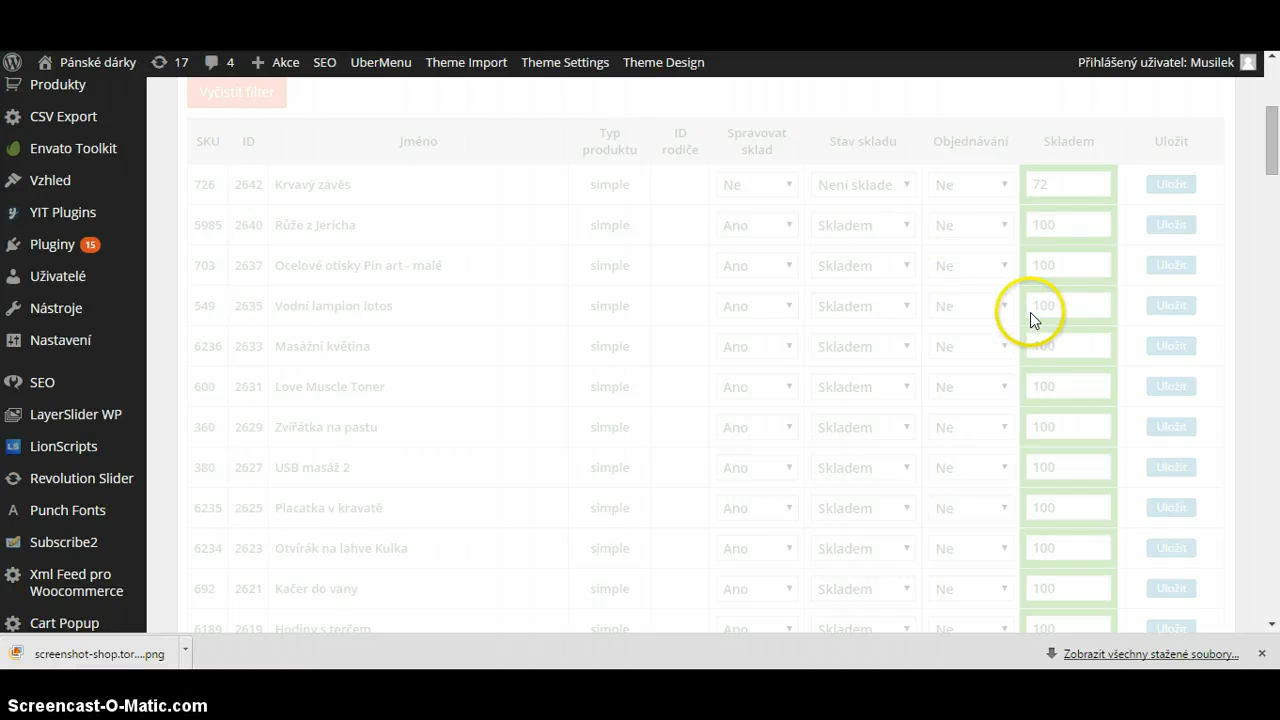 Pánské dárky 17 4 Akce SEO UberMenu Theme Import Theme Settings Theme Design Přihlášený uživatel: Musilek
Produkty
CSV Export
Envato Toolkit
Vzhled
YIT Plugins
Pluginy 15
Uživatelé
Nástroje
Nastavení
SEO
LayerSlider WP
LionScripts
Revolution Slider
Punch Fonts
Subscribe2
Xml Feed pro
Woocommerce
Cart Popup
Vyčistit filter
SKU ID Jméno Typ produktu ID rodiče Spravovat sklad Stav skladu Objednávání Skladem Uložit
726 2642 Krvavý závěs simple Ne Není sklade Ne 72 Uložit
5985 2640 Růže z Jericha simple Ano Skladem Ne 100 Uložit
703 2637 Ocelové otisky Pin art - malé simple Ano Skladem Ne 100 Uložit
549 2635 Vodní lampion lotos simple Ano Skladem Ne 100 Uložit
6236 2633 Masážní květina simple Ano Skladem Ne 100 Uložit
600 2631 Love Muscle Toner simple Ano Skladem Ne 100 Uložit
360 2629 Zvířátka na pastu simple Ano Skladem Ne 100 Uložit
380 2627 USB masáž 2 simple Ano Skladem Ne 100 Uložit
6235 2625 Placatka v kravatě simple Ano Skladem Ne 100 Uložit
6234 2623 Otvírák na lahve Kulka simple Ano Skladem Ne 100 Uložit
692 2621 Kačer do vany simple Ano Skladem Ne 100 Uložit
6189 2619 Hodiny s terčem simple Ano Skladem Ne 100 Uložit
screenshot-shop.tor....png Zobrazit všechny stažené soubory...
Screencast-O-Matic.com